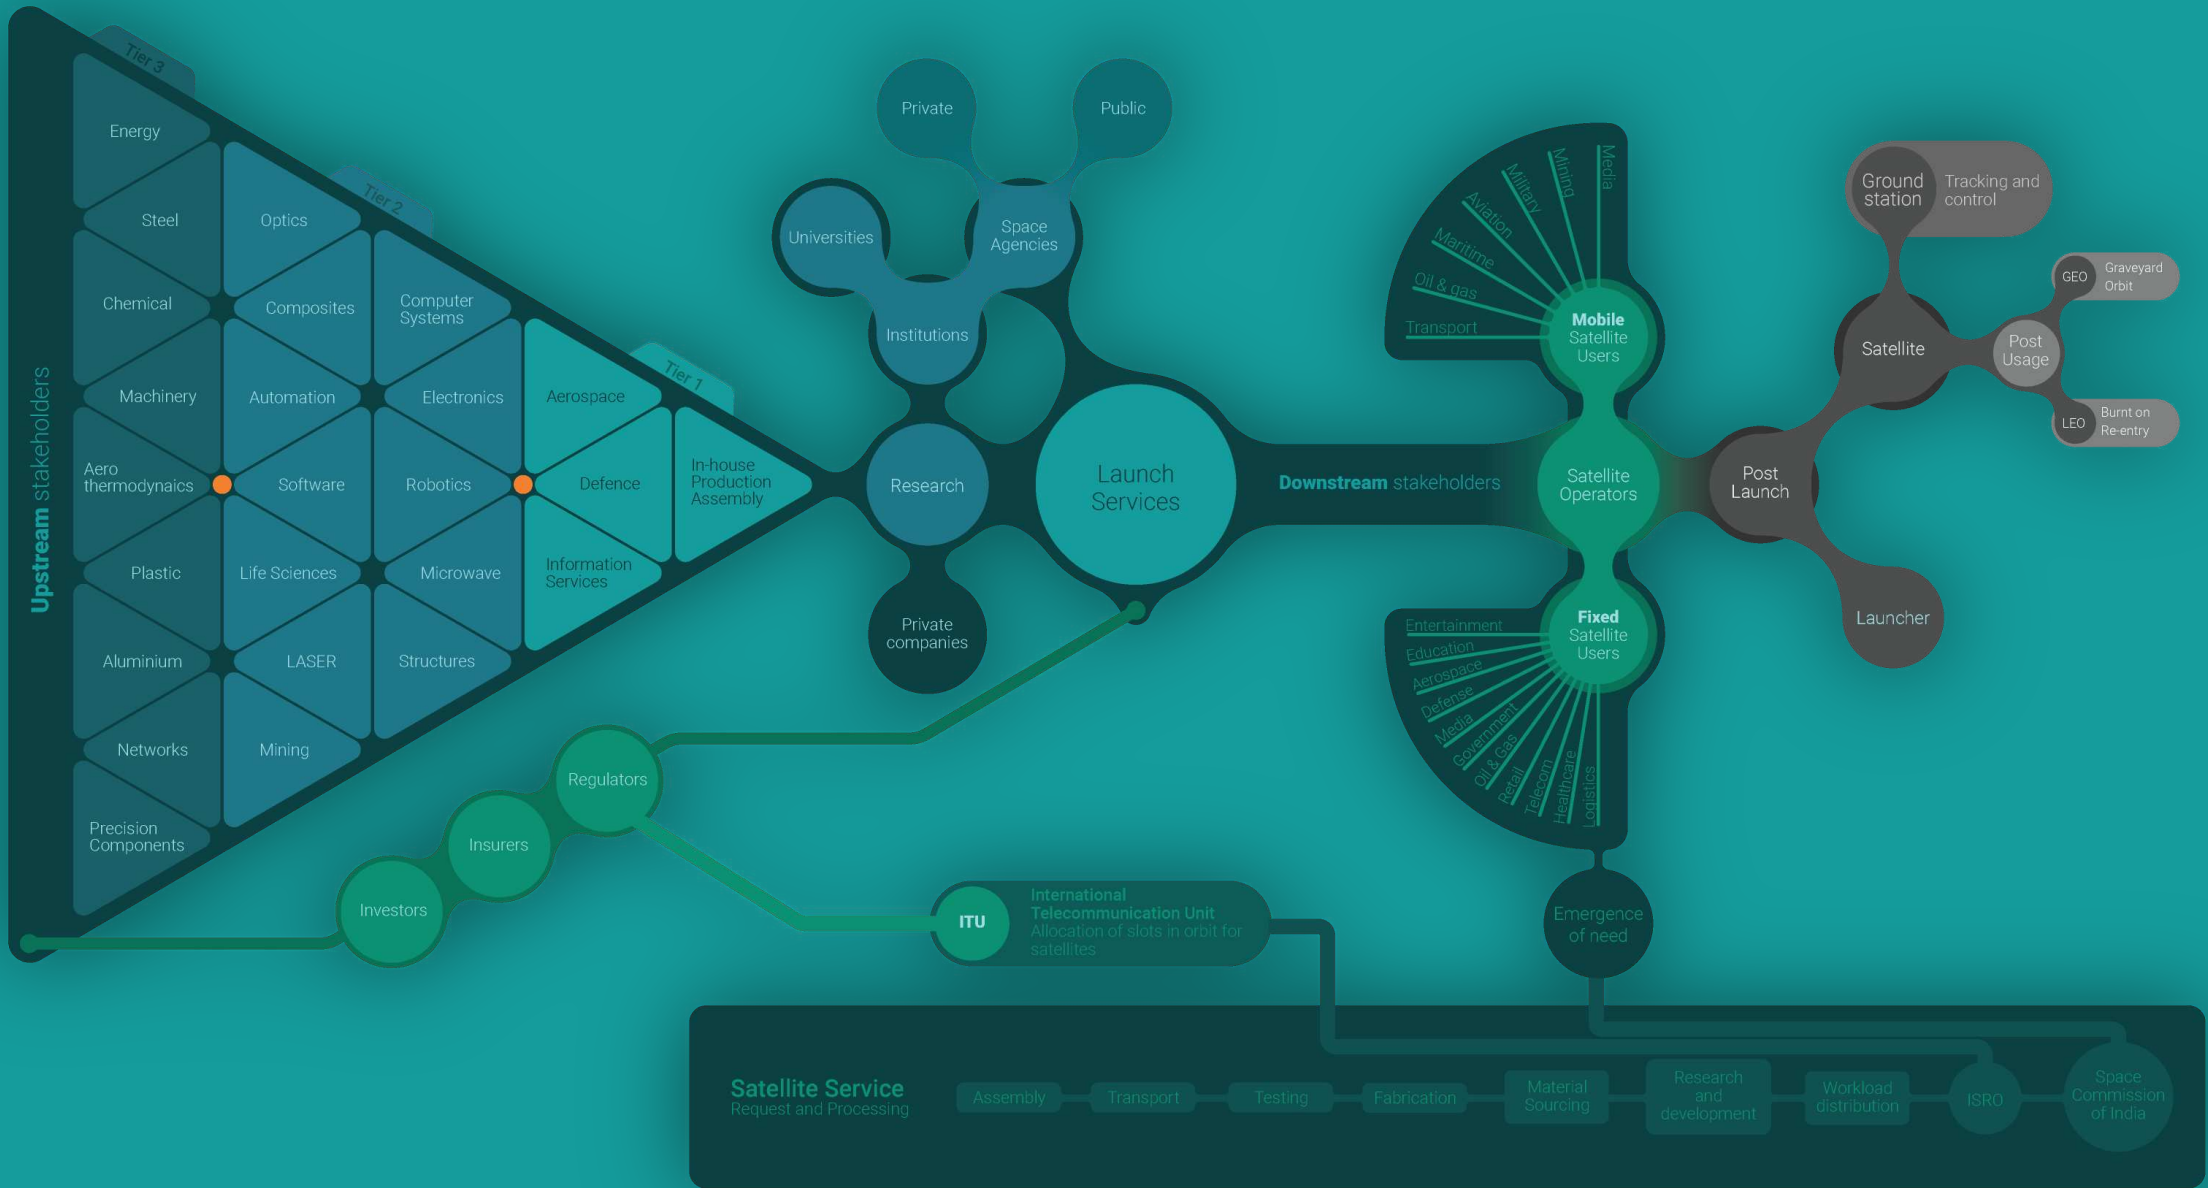 Upstream stakeholders
Tier 3
Energy
Steel
Chemical
Machinery
Aero
thermodynaics
Plastic
Aluminium
Networks
Precision
Components
Tier 2
Optics
Composites
Automation
Software
Life Sciences
LASER
Mining
Computer
Systems
Electronics
Robotics
Microwave
Structures
Tier 1
Aerospace
Defence
Information
Services
In-house
Production
Assembly
Private
Public
Universities
Space
Agencies
Institutions
Research
Private
companies
Launch
Services
Downstream stakeholders
Media
Mining
Military
Aviation
Maritime
Oil & gas
Transport
Mobile
Satellite
Users
Satellite
Operators
Fixed
Satellite
Users
Entertainment
Education
Aerospace
Defense
Media
Government
Oil & Gas
Retail
Telecom
Healthcare
Logistics
Post
Launch
Satellite
Launcher
Ground
station
Tracking and
control
Post
Usage
GEO
Graveyard
Orbit
LEO
Burnt on
Re-entry
Regulators
Insurers
Investors
ITU
International
Telecommunication Unit
Allocation of slots in orbit for
satellites
Emergence
of need
Satellite Service
Request and Processing
Assembly
Transport
Testing
Fabrication
Material
Sourcing
Research
and
development
Workload
distribution
ISRO
Space
Commission
of India